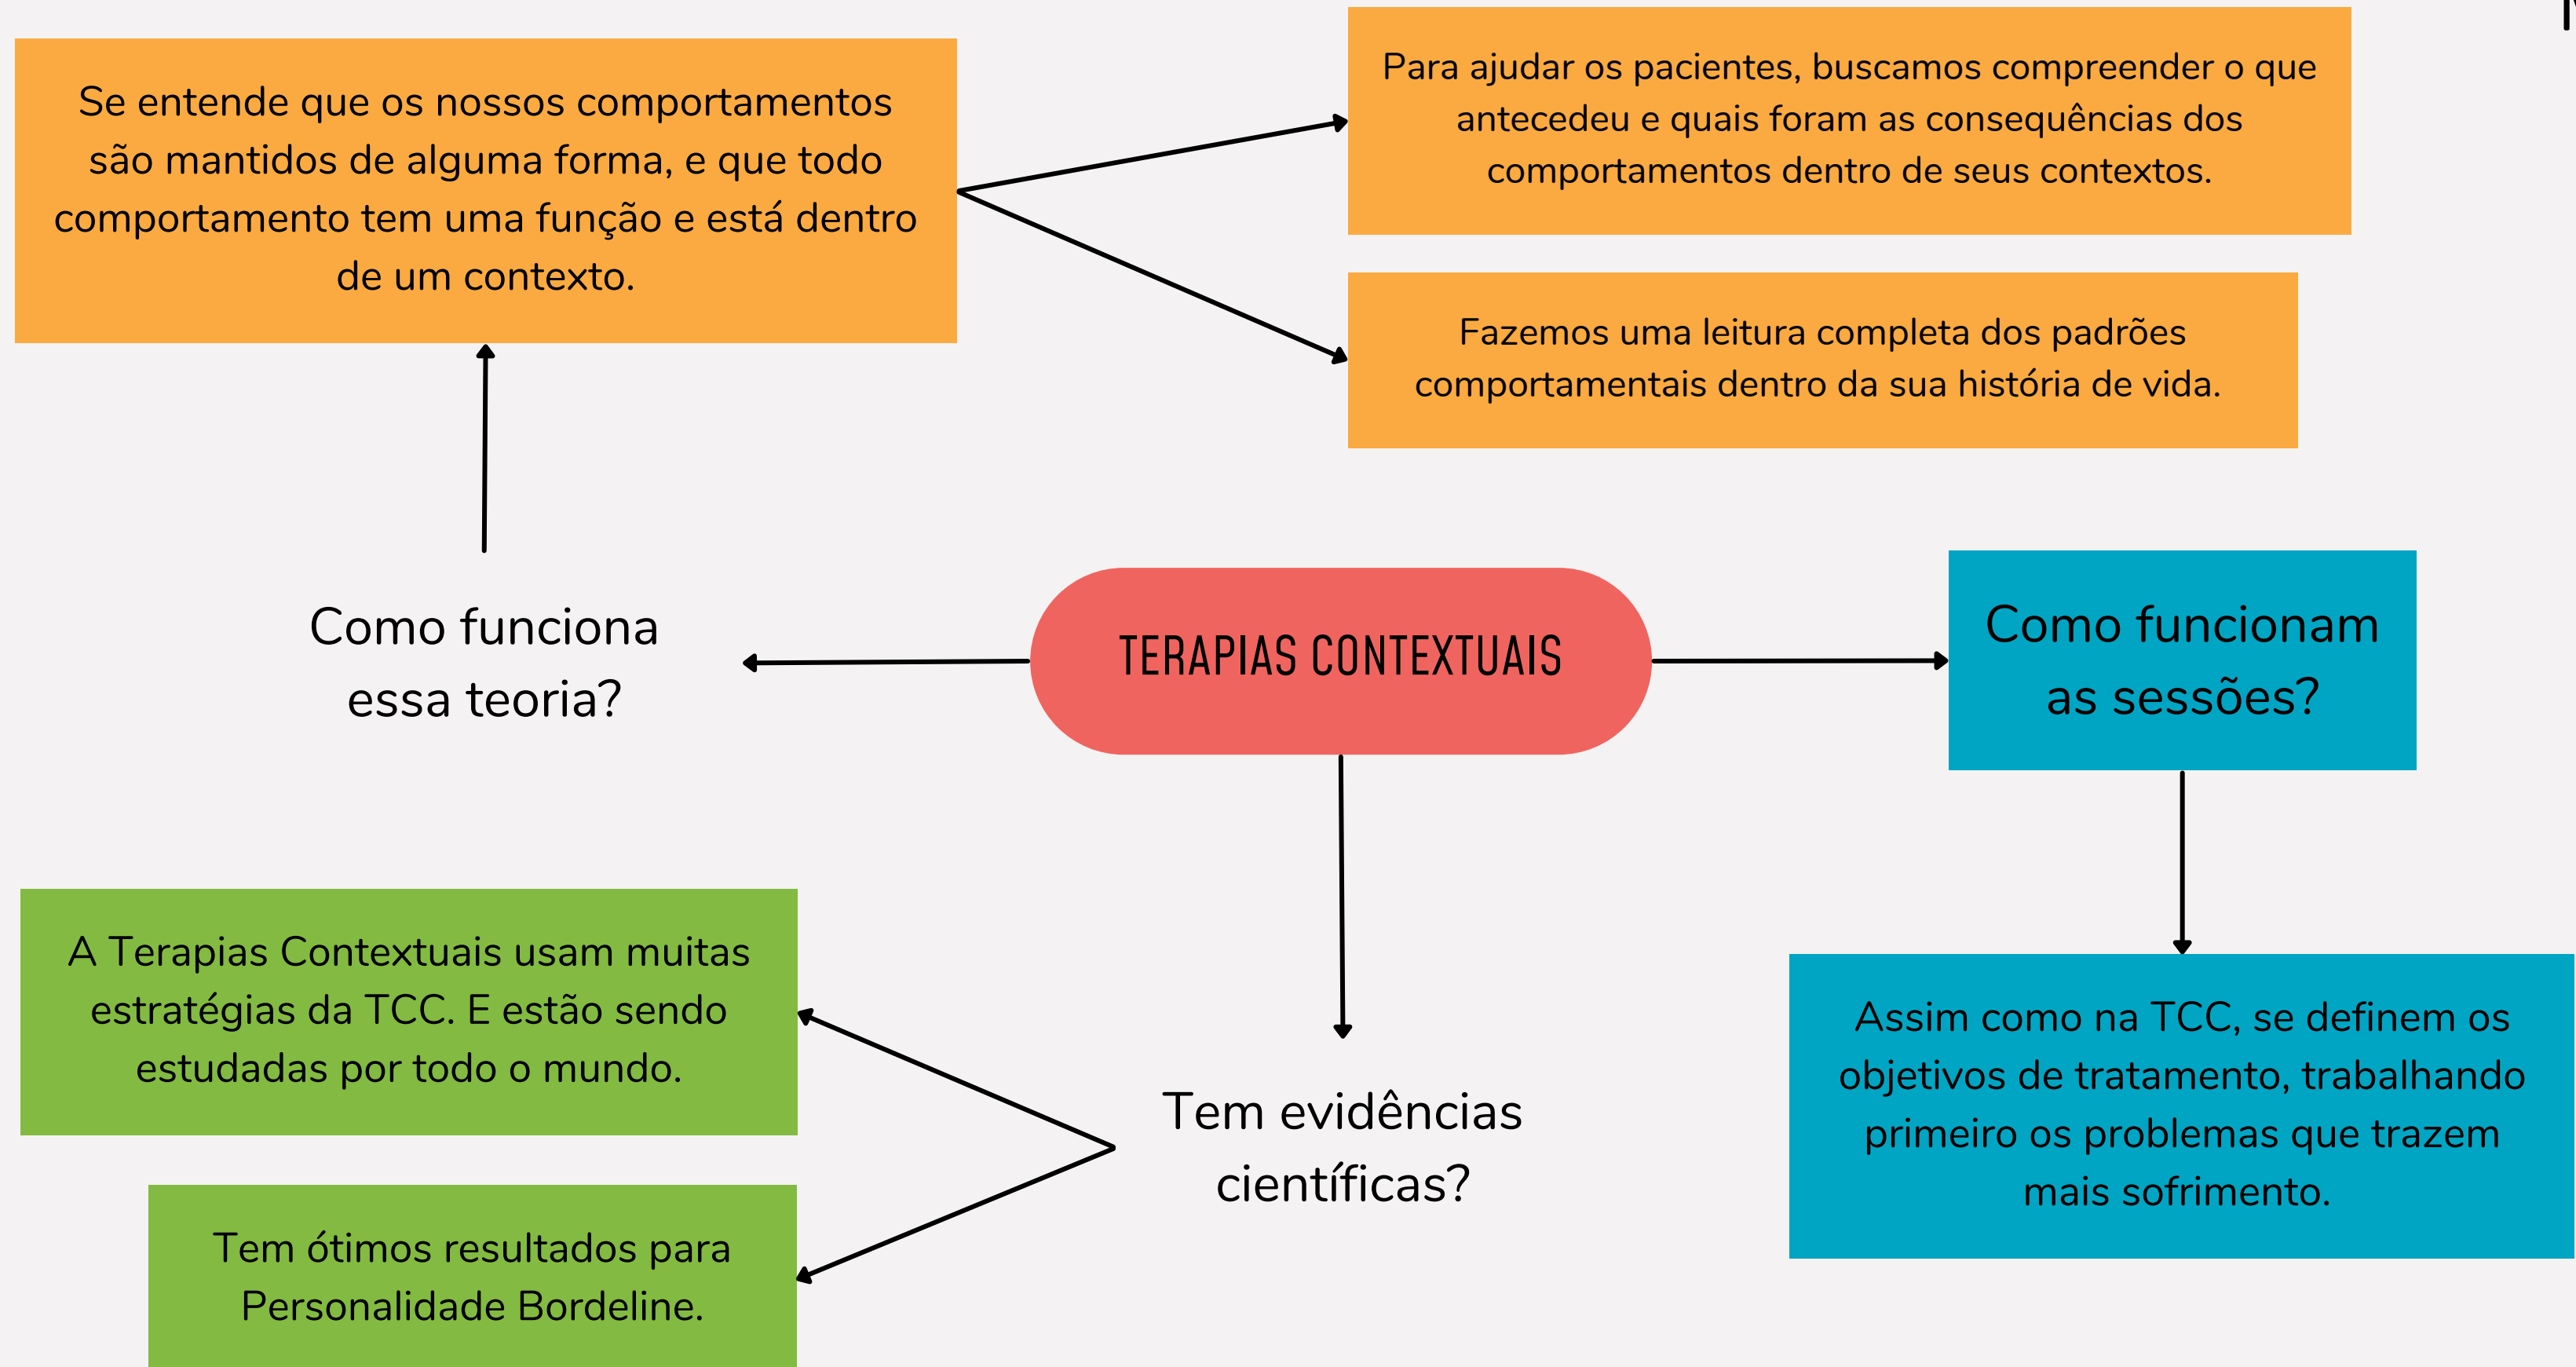 Se entende que os nossos comportamentos
são mantidos de alguma forma, e que todo
comportamento tem uma função e está dentro
de um contexto.
Para ajudar os pacientes, buscamos compreender o que
antecedeu e quais foram as consequências dos
comportamentos dentro de seus contextos.
Fazemos uma leitura completa dos padrões
comportamentais dentro da sua história de vida.
Como funciona
essa teoria?
TERAPIAS CONTEXTUAIS
Como funcionam
as sessões?
A Terapias Contextuais usam muitas
estratégias da TCC. E estão sendo
estudadas por todo o mundo.
Tem ótimos resultados para
Personalidade Bordeline.
Tem evidências
científicas?
Assim como na TCC, se definem os
objetivos de tratamento, trabalhando
primeiro os problemas que trazem
mais sofrimento.